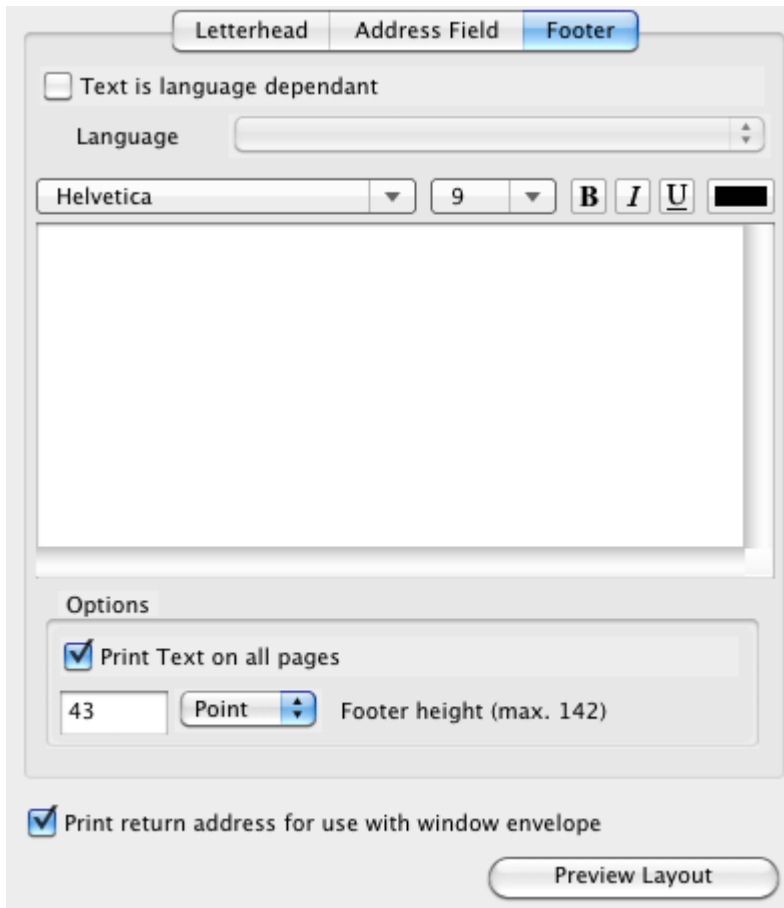 Letterhead Address Field Footer
Text is language dependant
Language
Helvetica 9 B I U
Options
Print Text on all pages
43 Point Footer height (max. 142)
Print return address for use with window envelope
Preview Layout